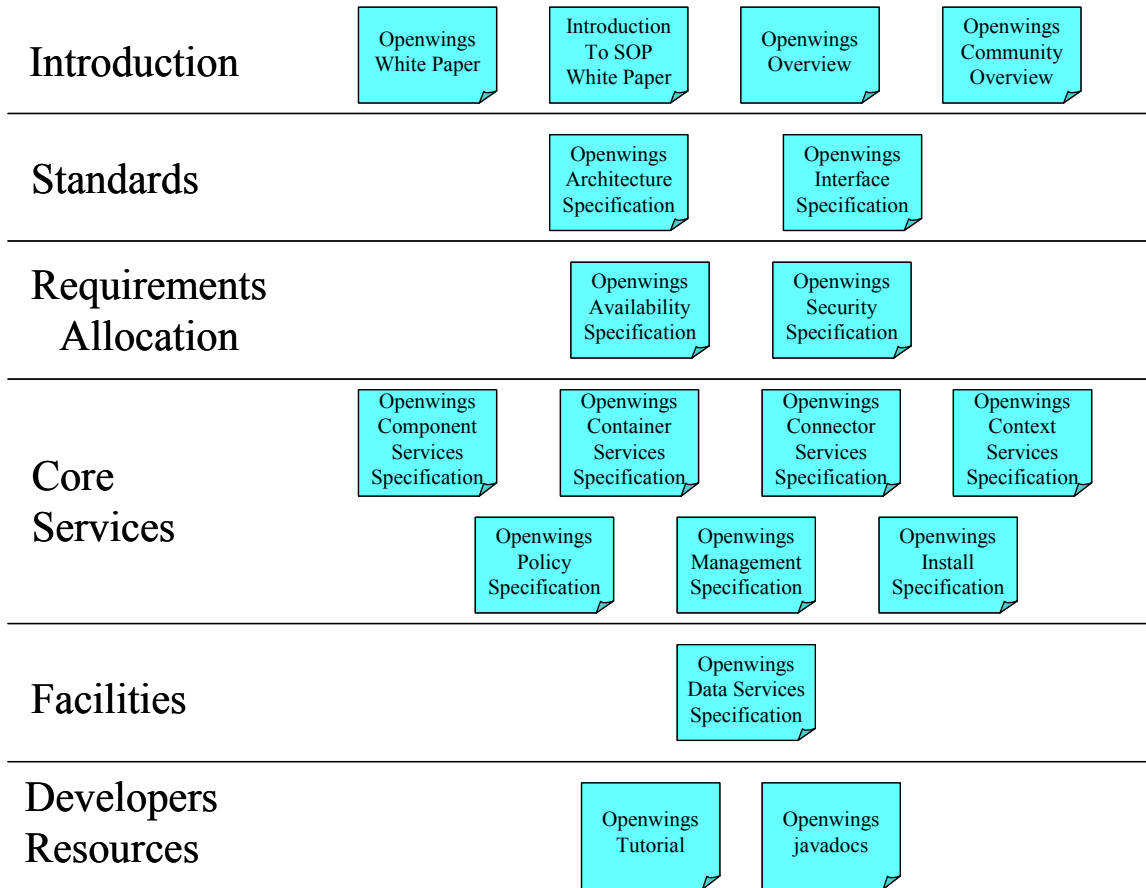 Introduction
Openwings
White Paper
Introduction
To SOP
White Paper
Openwings
Overview
Openwings
Community
Overview
Standards
Openwings
Architecture
Specification
Openwings
Interface
Specification
Requirements
Allocation
Openwings
Availability
Specification
Openwings
Security
Specification
Core
Services
Openwings
Component
Services
Specification
Openwings
Container
Services
Specification
Openwings
Connector
Services
Specification
Openwings
Context
Services
Specification
Openwings
Policy
Specification
Openwings
Management
Specification
Openwings
Install
Specification
Facilities
Openwings
Data Services
Specification
Developers
Resources
Openwings
Tutorial
Openwings
javadocs